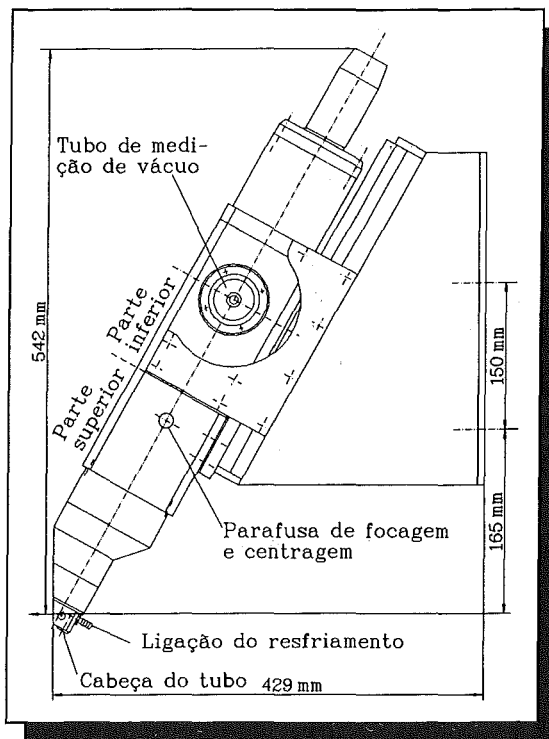 Tubo de medi-
ção de vácuo
Parte
inferior
Parte
superior
542 mm
150 mm
165 mm
Parafusa de focagem
e centragem
Ligação do resfriamento
Cabeça do tubo
429 mm